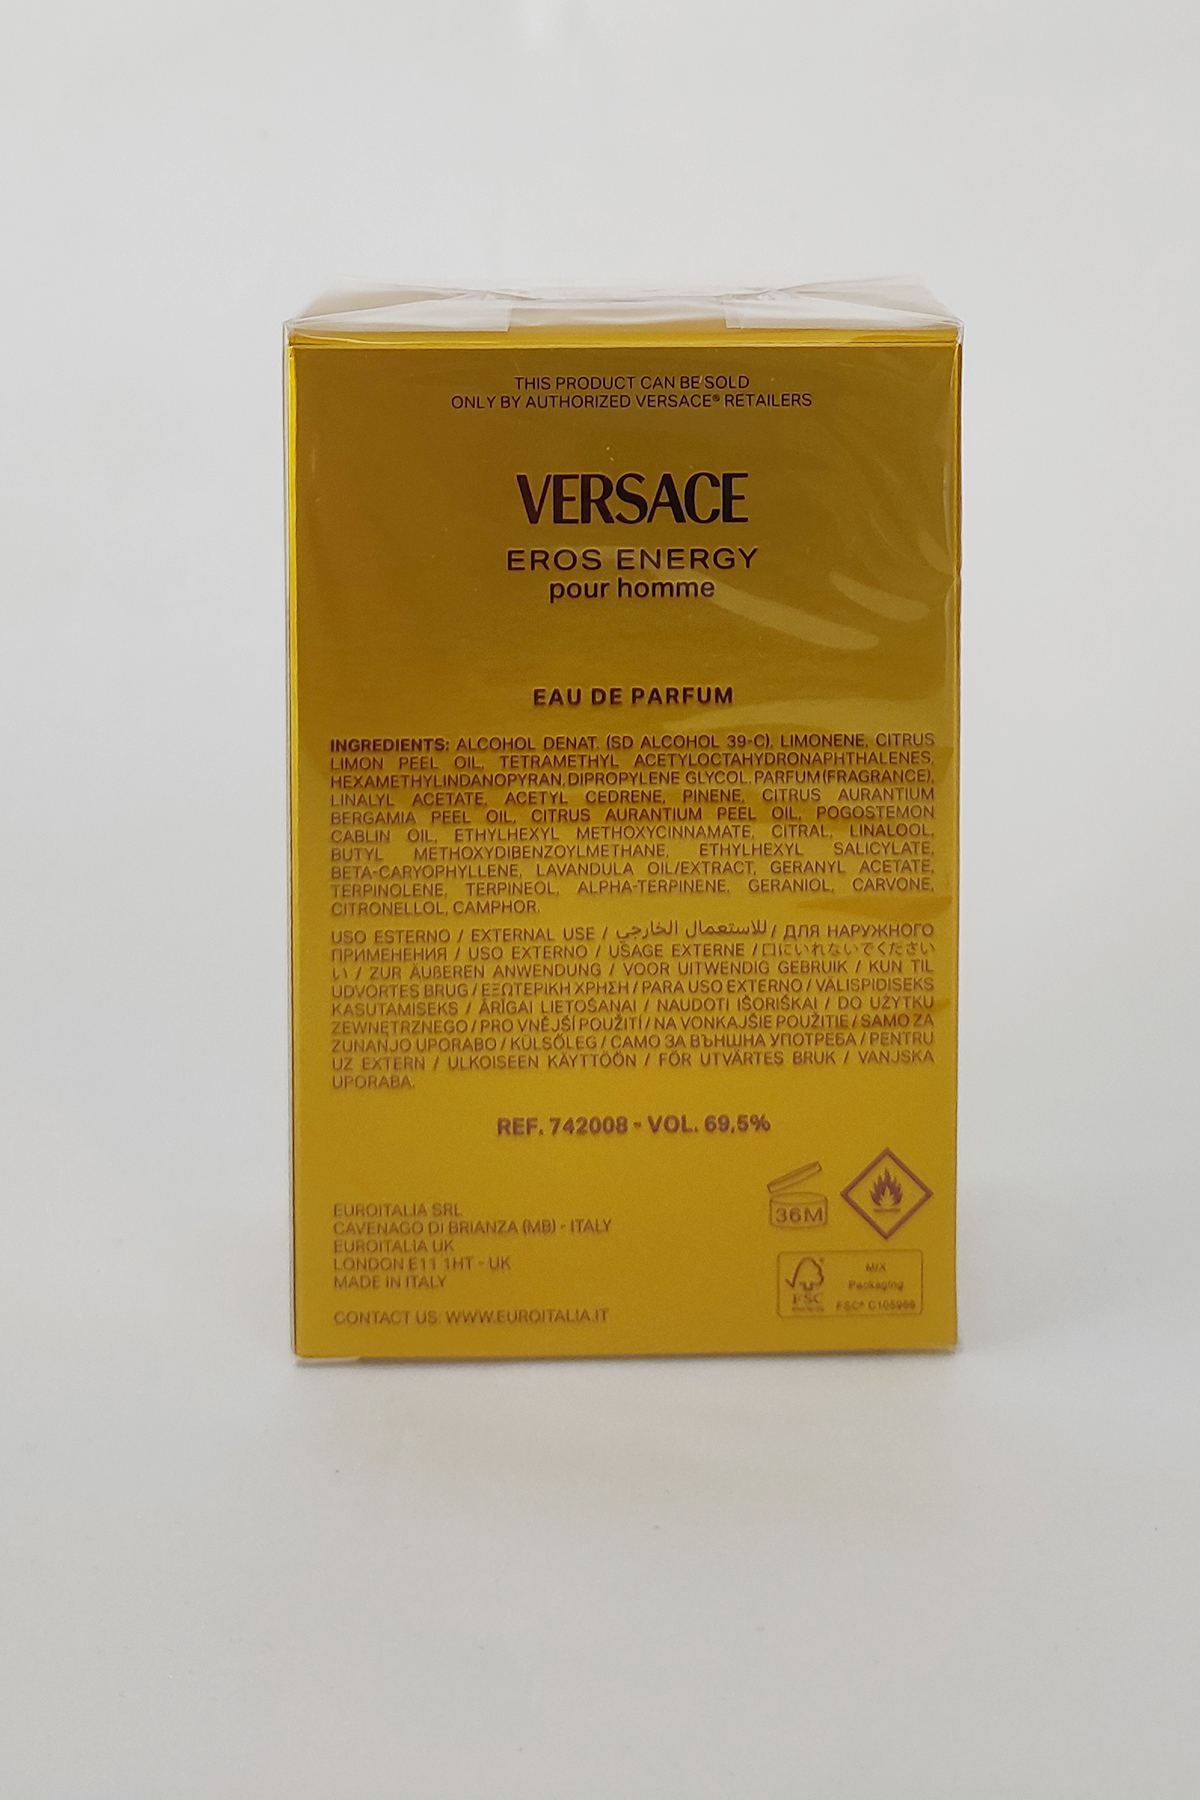 THIS PRODUCT CAN BE SOLD
ONLY BY AUTHORIZED VERSACE® RETAILERS
VERSACE
EROS ENERGY
pour homme
EAU DE PARFUM
INGREDIENTS: ALCOHOL DENAT. (SD ALCOHOL 39-C), LIMONENE, CITRUS
LIMON PEEL OIL, TETRAMETHYL ACETYLOCTAHYDRONAPHTHALENES,
HEXAMETHYLINDANOPYRAN, DIPROPYLENE GLYCOL, PARFUM (FRAGRANCE),
LINALYL ACETATE, ACETYL CEDRENE, PINENE, CITRUS AURANTIUM
BERGAMIA PEEL OIL, CITRUS AURANTIUM PEEL OIL, POGOSTEMON
CABLIN OIL, ETHYLHEXYL METHOXYCINNAMATE, CITRAL, LINALOOL,
BUTYL METHOXYDIBENZOYLMETHANE, ETHYLHEXYL SALICYLATE,
BETA-CARYOPHYLLENE, LAVANDULA OIL/EXTRACT, GERANYL ACETATE,
TERPINOLENE, TERPINEOL, ALPHA-TERPINENE, GERANIOL, CARVONE,
CITRONELLOL, CAMPHOR.
USO ESTERNO / EXTERNAL USE / للاستعمال الخارجي / ДЛЯ НАРУЖНОГО
ПРИМЕНЕНИЯ / USO EXTERNO / USAGE EXTERNE / 口にいれないでくださ
い / ZUR ÄUßEREN ANWENDUNG / VOOR UITWENDIG GEBRUIK / KUN TIL
UDVORTES BRUG / ΕΞΩΤΕΡΙΚΗ ΧΡΗΣΗ / PARA USO EXTERNO / VÄLISPIDISEKS
KASUTAMISEKS / ĀRĪGAI LIETOŠANAI / NAUDOTI IŠORIŠKAI / DO UŻYTKU
ZEWNĘTRZNEGO / PRO VNĚJŠÍ POUŽITÍ / NA VONKAJŠIE POUŽITIE / SAMO ZA
ZUNANJO UPORABO / KÜLSŐLEG / САМО ЗА ВЪНШНА УПОТРЕБА / PENTRU
UZ EXTERN / ULKOISEEN KÄYTTÖÖN / FÖR UTVÄRTES BRUK / VANJSKA
UPORABA.
REF. 742008 - VOL. 69,5%
EUROITALIA SRL
CAVENAGO DI BRIANZA (MB) - ITALY
EUROITALIA UK
LONDON E11 1HT - UK
MADE IN ITALY
CONTACT US: WWW.EUROITALIA.IT
36M
FSC
MIX
Packaging